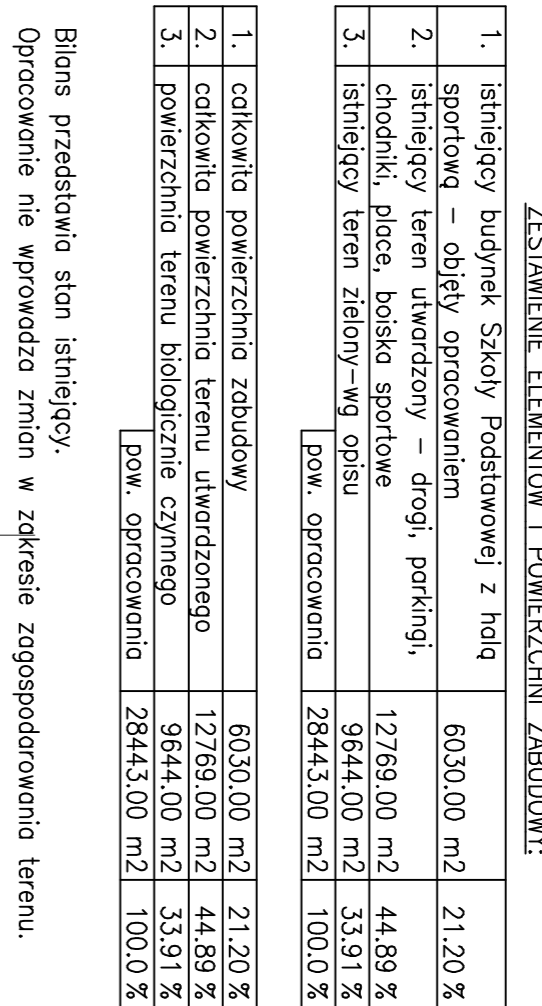 ZESTAWIENIE ELEMENTÓW I POWIERZCHNI ZABUDOWY:
1. istniejący budynek Szkoły Podstawowej z halą
sportową – objęty opracowaniem 6030.00 m2 21.20 %
2. istniejący teren utwardzony – drogi, parkingi,
chodniki, place, boiska sportowe 12769.00 m2 44.89 %
3. istniejący teren zielony–wg opisu 9644.00 m2 33.91 %
pow. opracowania 28443.00 m2 100.0 %
1. całkowita powierzchnia zabudowy 6030.00 m2 21.20 %
2. całkowita powierzchnia terenu utwardzonego 12769.00 m2 44.89 %
3. powierzchnia terenu biologicznie czynnego 9644.00 m2 33.91 %
pow. opracowania 28443.00 m2 100.0 %
Bilans przedstawia stan istniejący.
Opracowanie nie wprowadza zmian w zakresie zagospodarowania terenu.